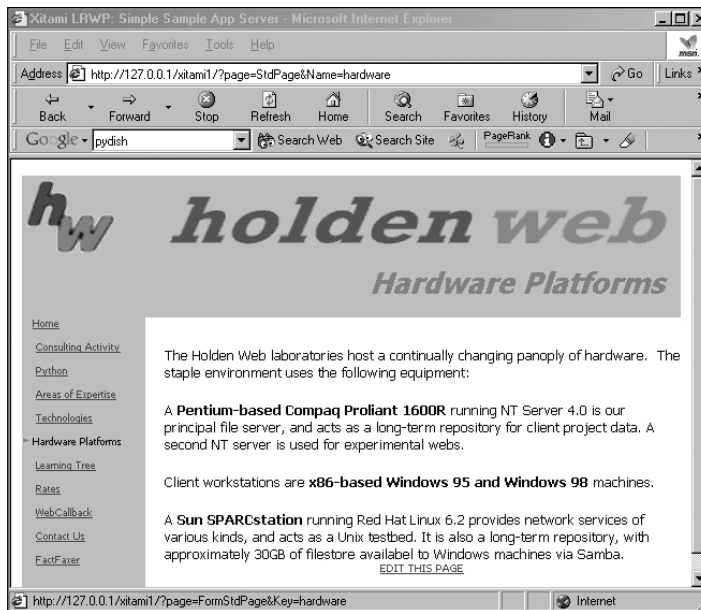 Xitami LRWP: Simple Sample App Server - Microsoft Internet Explorer
File Edit View Favorites Tools Help
msn.
Address http://127.0.0.1/xitami1/?page=StdPage&Name=hardware Go Links
Back Forward Stop Refresh Home Search Favorites History Mail
Google pydish Search Web Search Site PageRank
hw holden web
Hardware Platforms
Home
Consulting Activity
Python
Areas of Expertise
Technologies
Hardware Platforms
Learning Tree
Rates
WebCallback
Contact Us
FactFaxer
The Holden Web laboratories host a continually changing panoply of hardware. The
staple environment uses the following equipment:
A Pentium-based Compaq Proliant 1600R running NT Server 4.0 is our
principal file server, and acts as a long-term repository for client project data. A
second NT server is used for experimental webs.
Client workstations are x86-based Windows 95 and Windows 98 machines.
A Sun SPARCstation running Red Hat Linux 6.2 provides network services of
various kinds, and acts as a Unix testbed. It is also a long-term repository, with
approximately 30GB of filestore availabel to Windows machines via Samba.
EDIT THIS PAGE
http://127.0.0.1/xitami1/?page=FormStdPage&Key=hardware Internet